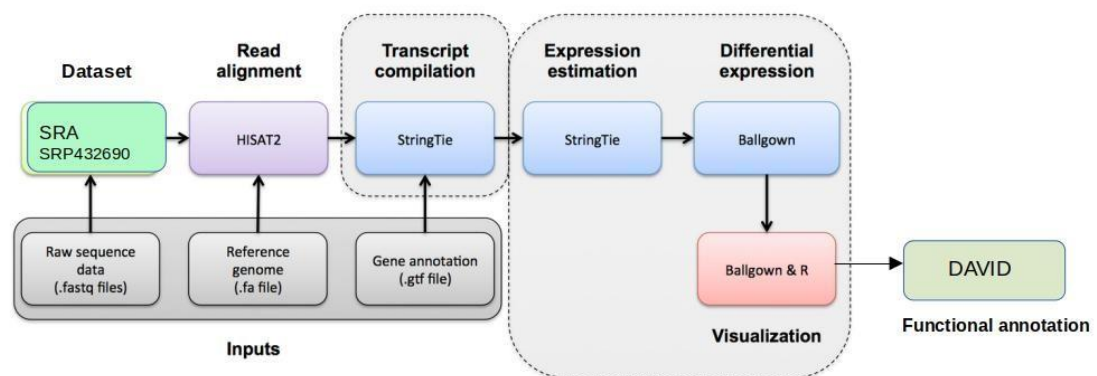 Dataset
Read
alignment
Transcript
compilation
Expression
estimation
Differential
expression
SRA
SRP432690
HISAT2
StringTie
StringTie
Ballgown
Raw sequence
data
(.fastq files)
Reference
genome
(.fa file)
Gene annotation
(.gtf file)
Ballgown & R
DAVID
Inputs
Visualization
Functional annotation